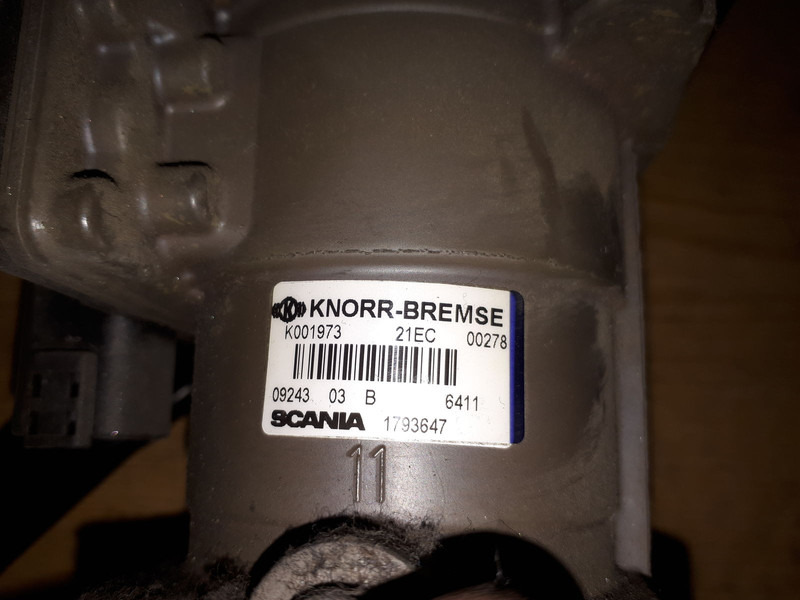 KNORR-BREMSE
K001973 21EC 00278
09243 03 B 6411
SCANIA 1793647
11